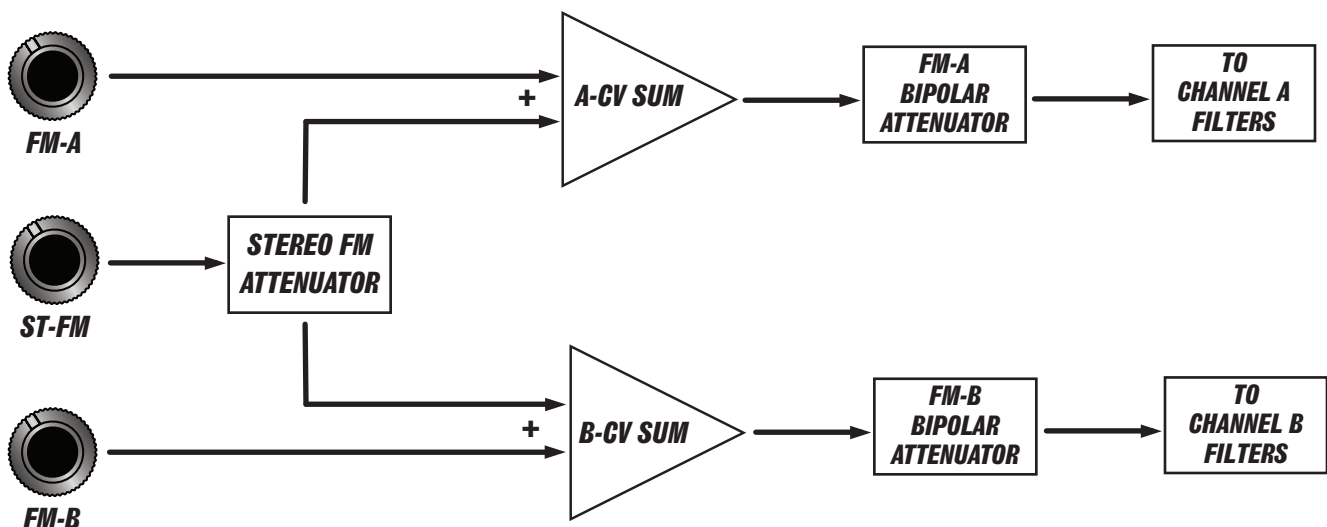 FM-A
+
A-CV SUM
FM-A
BIPOLAR
ATTENUATOR
TO
CHANNEL A
FILTERS
ST-FM
STEREO FM
ATTENUATOR
FM-B
+
B-CV SUM
FM-B
BIPOLAR
ATTENUATOR
TO
CHANNEL B
FILTERS